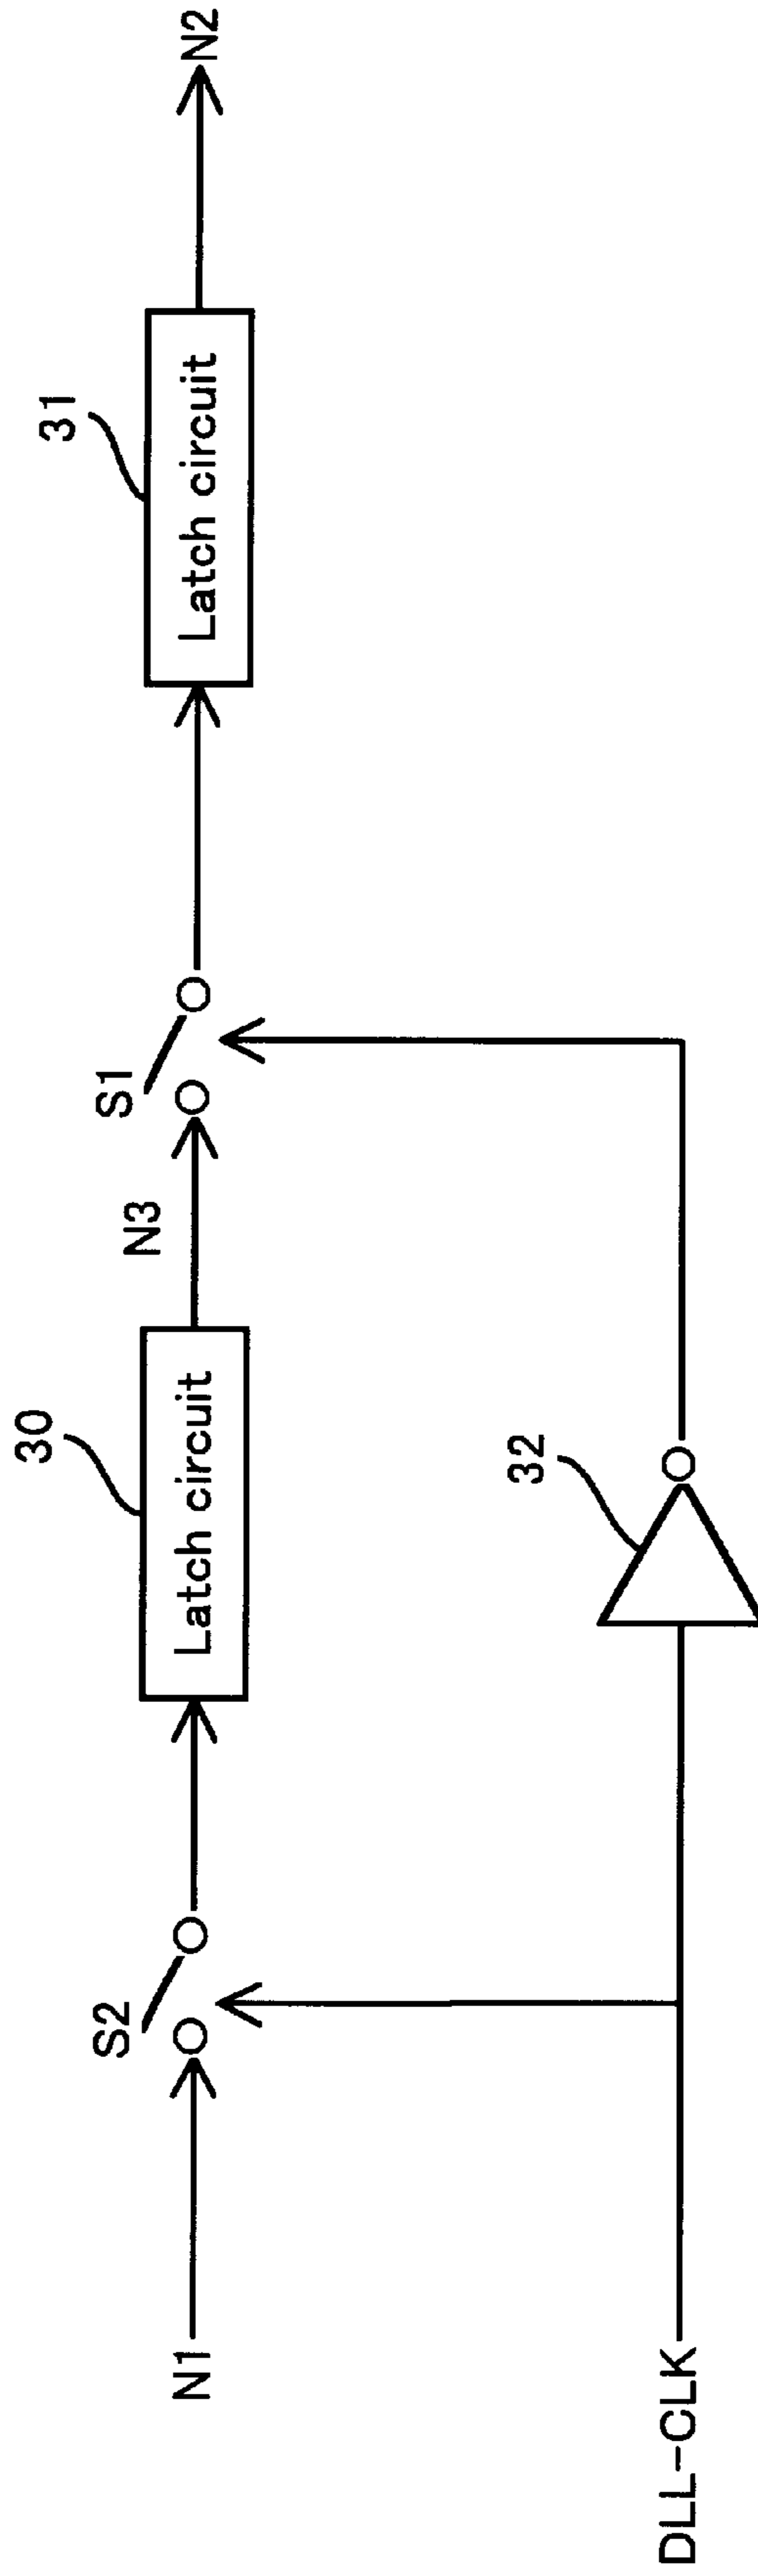 N1
S2
30
Latch circuit
N3
S1
31
Latch circuit
N2
DLL-CLK
32